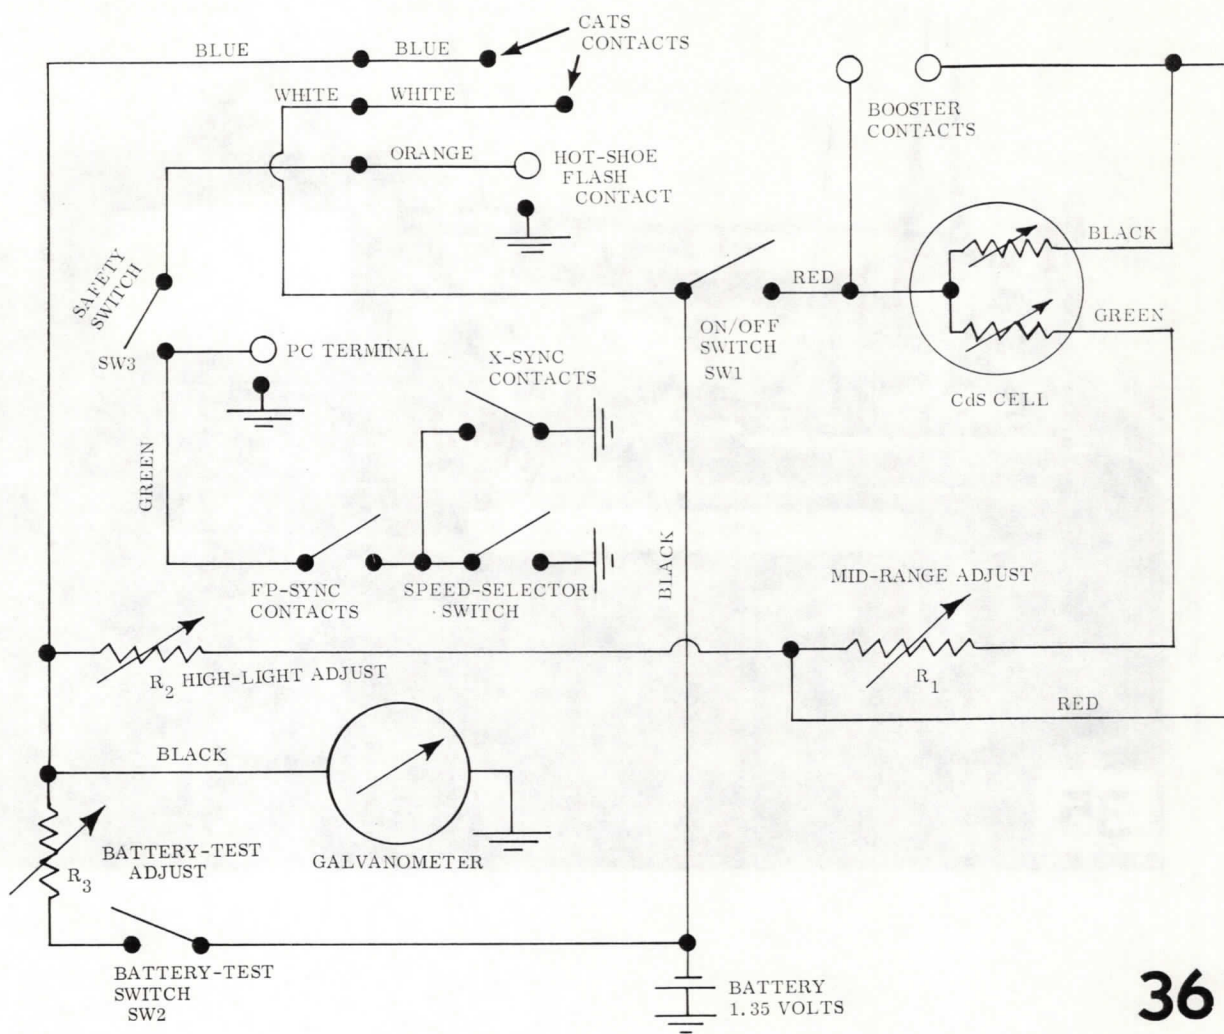 CATS
CONTACTS
BLUE
BLUE
WHITE
WHITE
BOOSTER
CONTACTS
ORANGE
HOT-SHOE
FLASH
CONTACT
BLACK
SAFETY
SWITCH
RED
GREEN
ON/OFF
SWITCH
SW1
SW3
PC TERMINAL
X-SYNC
CONTACTS
CdS CELL
GREEN
BLACK
FP-SYNC
CONTACTS
SPEED-SELECTOR
SWITCH
MID-RANGE ADJUST
R2 HIGH-LIGHT ADJUST
R1
RED
BLACK
BATTERY-TEST
ADJUST
R3
GALVANOMETER
BATTERY-TEST
SWITCH
SW2
BATTERY
1.35 VOLTS
36